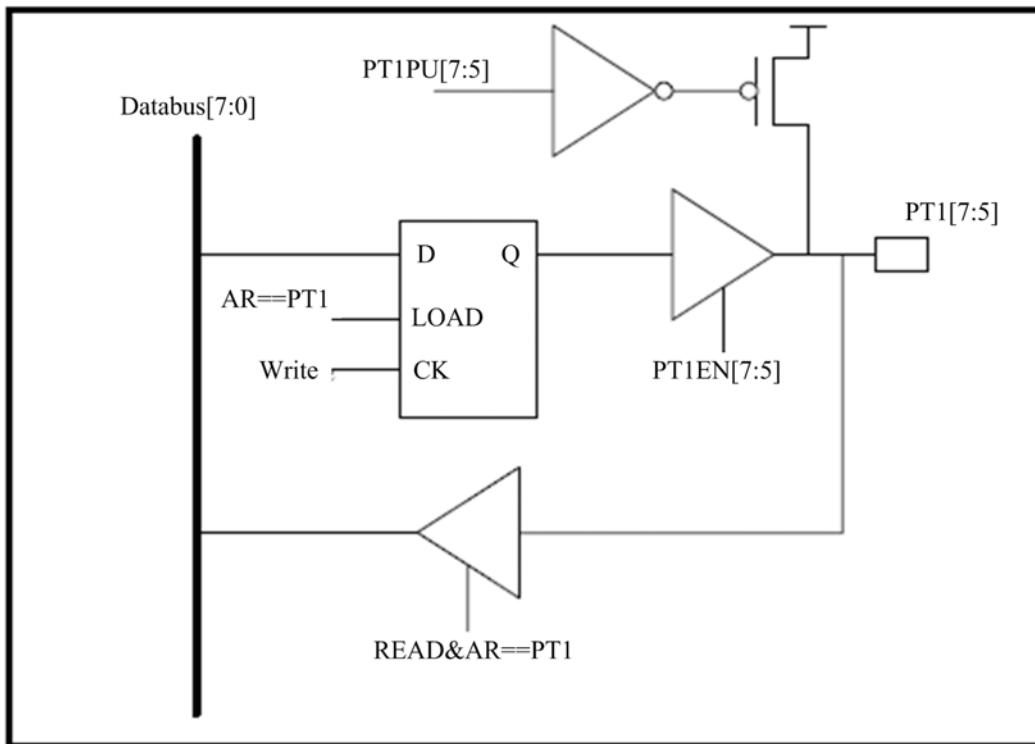 PT1PU[7:5]
Databus[7:0]
PT1[7:5]
D
Q
AR==PT1
LOAD
Write
CK
PT1EN[7:5]
READ&AR==PT1